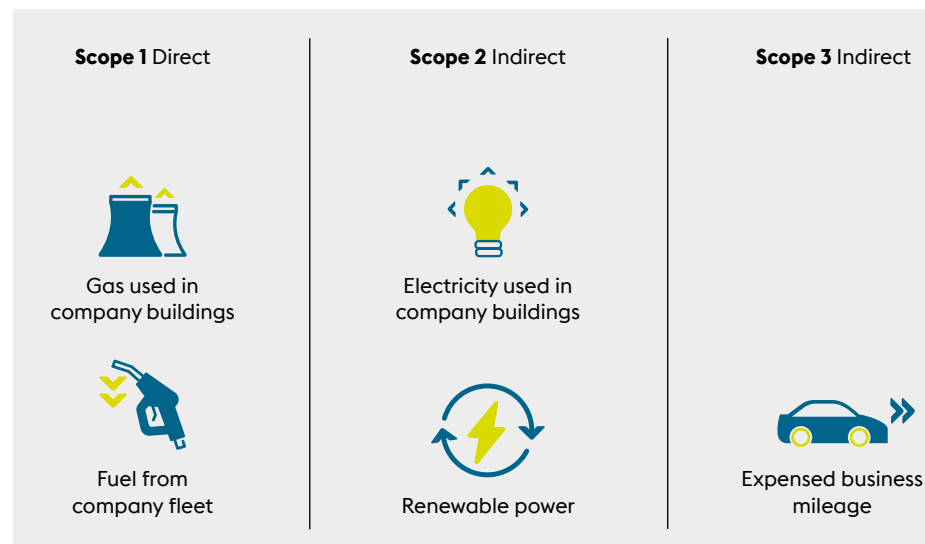 Scope 1 Direct
Gas used in
company buildings
Fuel from
company fleet
Scope 2 Indirect
Electricity used in
company buildings
Renewable power
Scope 3 Indirect
Expensed business
mileage